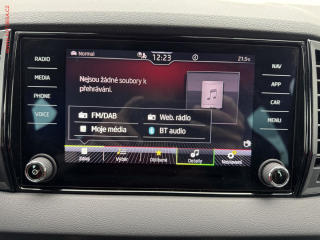 Normal
12:23
21.5
RADIO
MEDIA
PHONE
VOICE
NAV
APP
CAR
MENU
Nejsou žádné soubory k
přehrávání.
FM/DAB
Web. rádio
Moje média
BT audio
Zdroj
Výběr
Oblíbené
Detaily
Nastavení